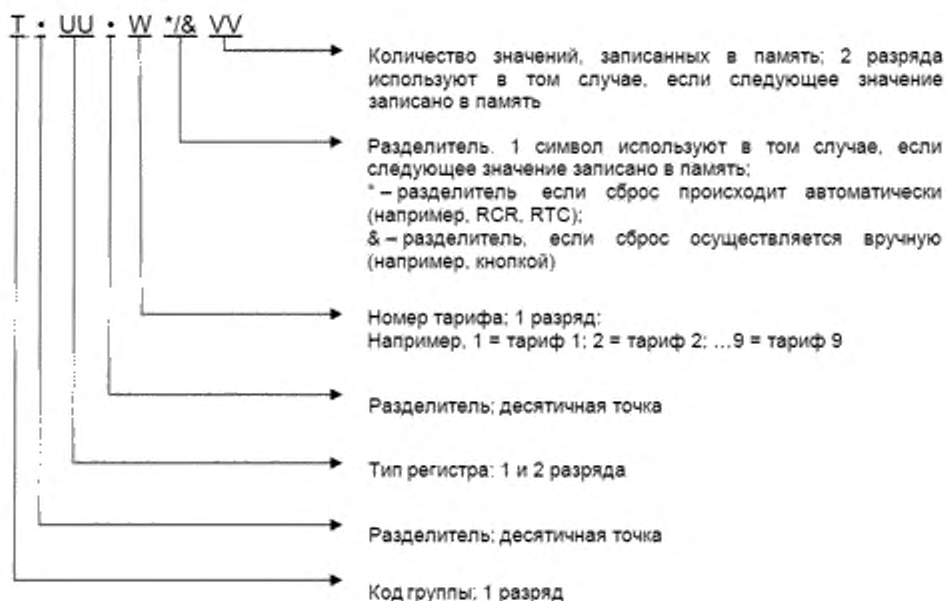 T • UU • W */& VV
Количество значений, записанных в память; 2 разряда
используют в том случае, если следующее значение
записано в память
Разделитель. 1 символ используют в том случае, если
следующее значение записано в память;
* – разделитель если сброс происходит автоматически
(например, RCR, RTC);
& – разделитель, если сброс осуществляется вручную
(например, кнопкой)
Номер тарифа; 1 разряд:
Например, 1 = тариф 1; 2 = тариф 2; …9 = тариф 9
Разделитель; десятичная точка
Тип регистра: 1 и 2 разряда
Разделитель; десятичная точка
Код группы; 1 разряд